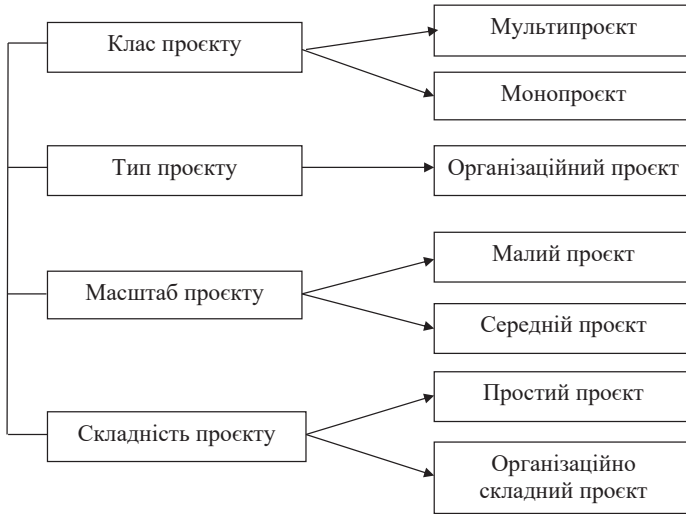 Клас проєкту
Мультипроєкт
Монопроєкт
Тип проєкту
Організаційний проєкт
Масштаб проєкту
Малий проєкт
Середній проєкт
Складність проєкту
Простий проєкт
Організаційно
складний проєкт